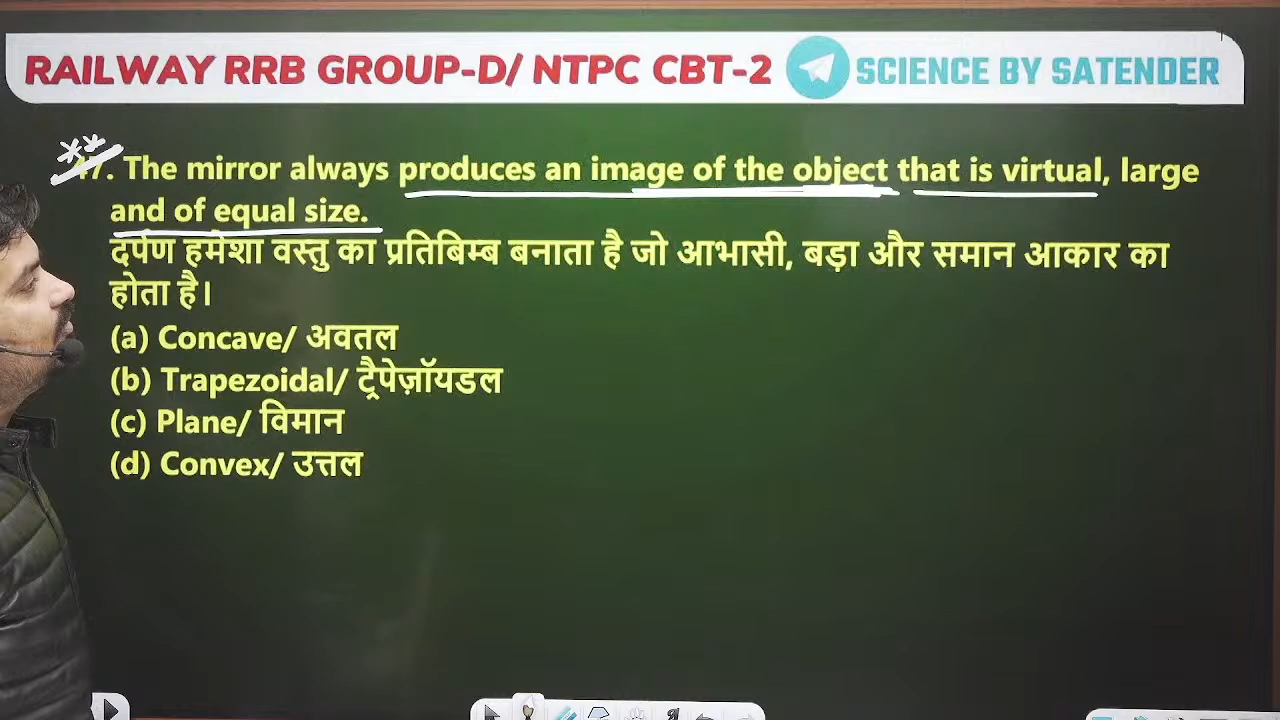 RAILWAY RRB GROUP-D/ NTPC CBT-2 SCIENCE BY SATENDER
47. The mirror always produces an image of the object that is virtual, large
and of equal size.
दर्पण हमेशा वस्तु का प्रतिबिम्ब बनाता है जो आभासी, बड़ा और समान आकार का
होता है।
(a) Concave/ अवतल
(b) Trapezoidal/ ट्रैपेज़ॉयडल
(c) Plane/ विमान
(d) Convex/ उत्तल